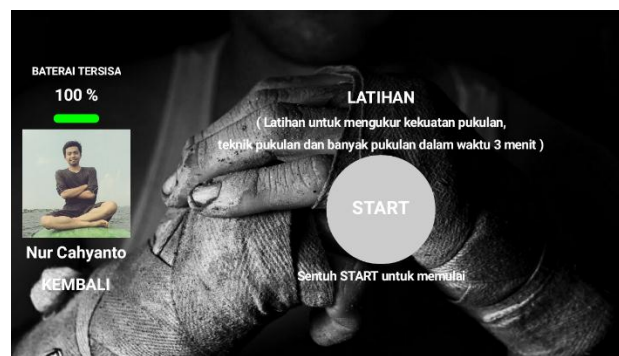 BATERAI TERSISA
100 %
Nur Cahyanto
KEMBALI
LATIHAN
( Latihan untuk mengukur kekuatan pukulan,
teknik pukulan dan banyak pukulan dalam waktu 3 menit )
START
Sentuh START untuk memulai